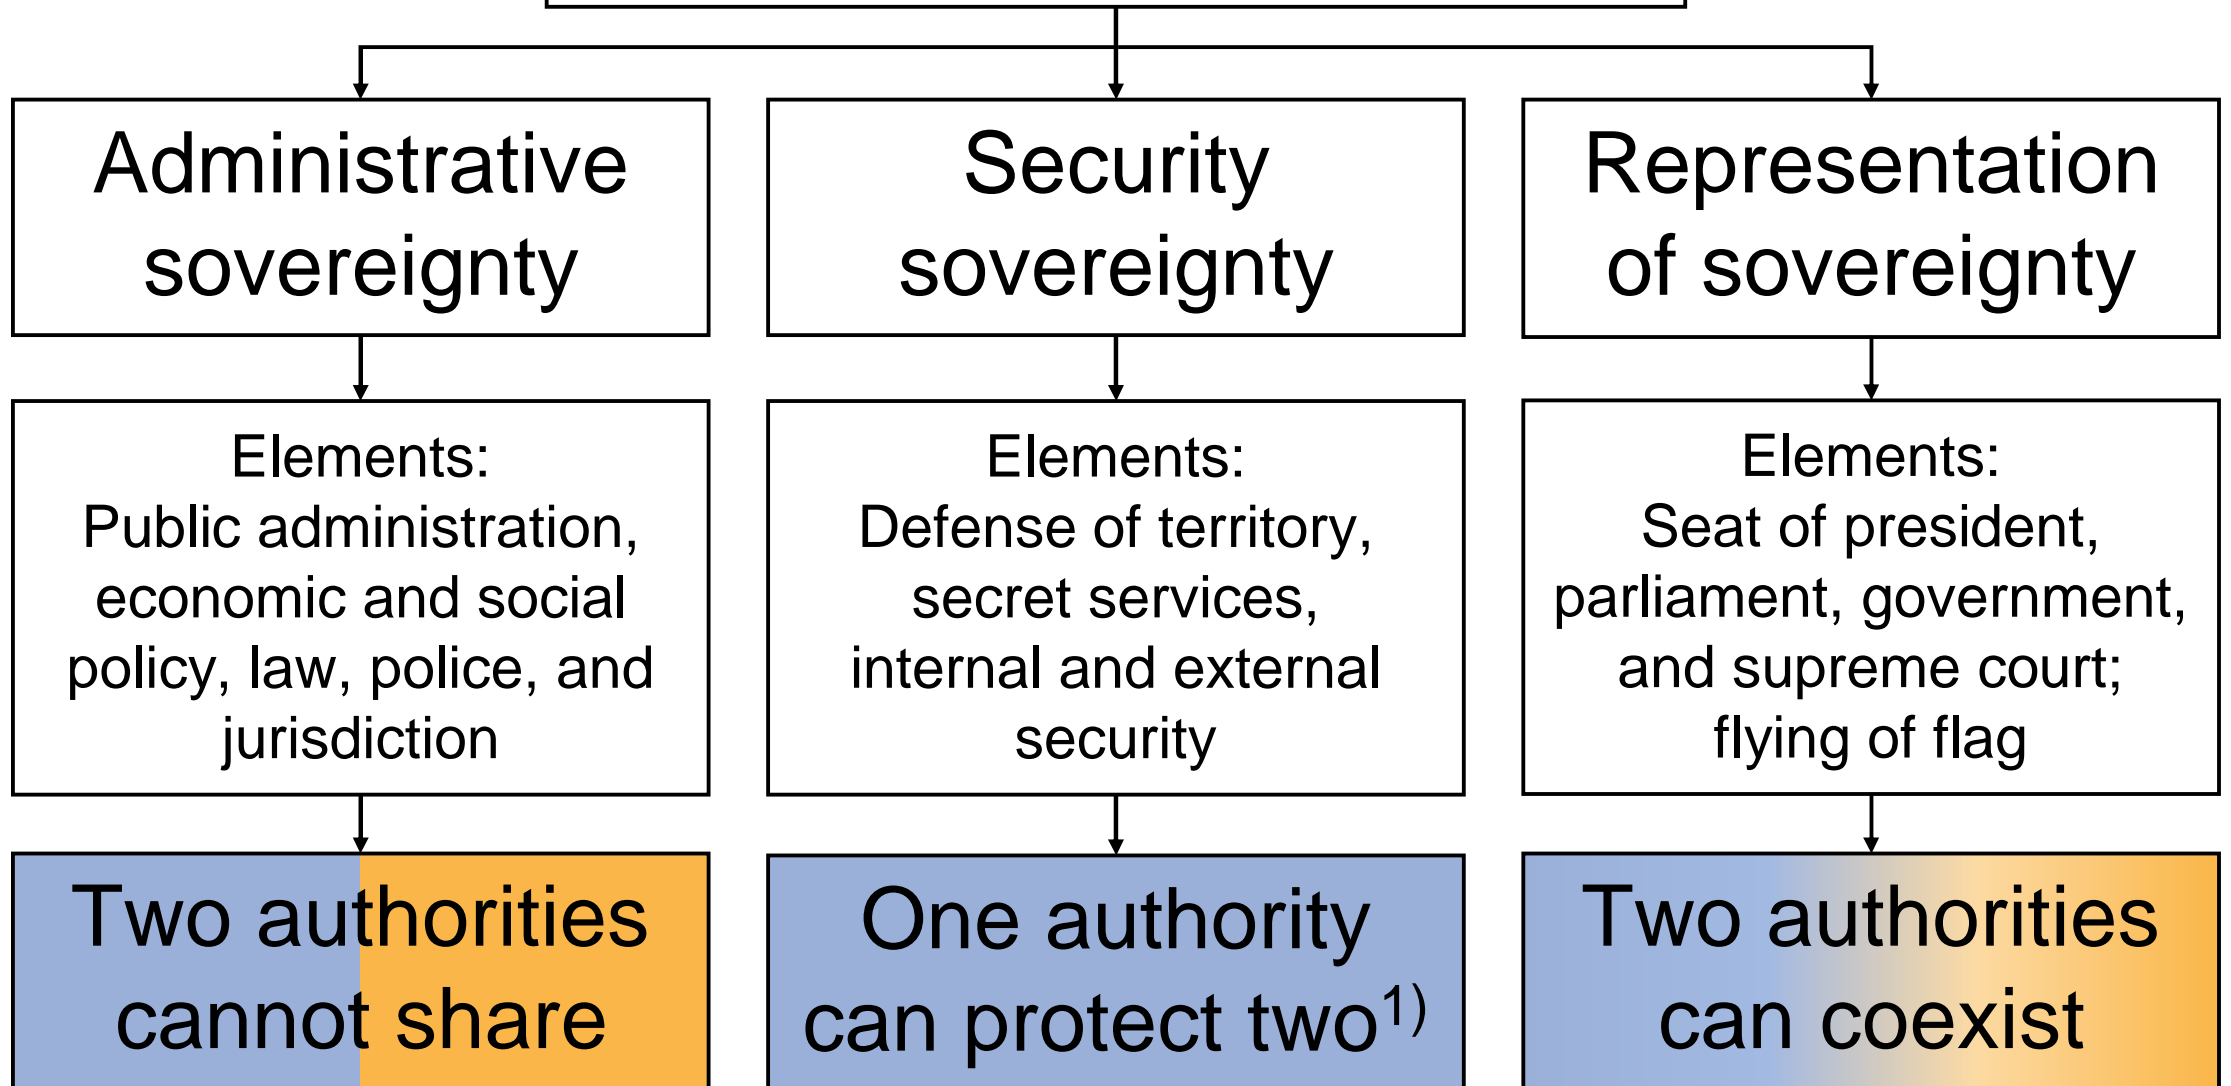 Administrative
sovereignty
Security
sovereignty
Representation
of sovereignty
Elements:
Public administration,
economic and social
policy, law, police, and
jurisdiction
Elements:
Defense of territory,
secret services,
internal and external
security
Elements:
Seat of president,
parliament, government,
and supreme court;
flying of flag
Two authorities
cannot share
One authority
can protect two¹⁾
Two authorities
can coexist